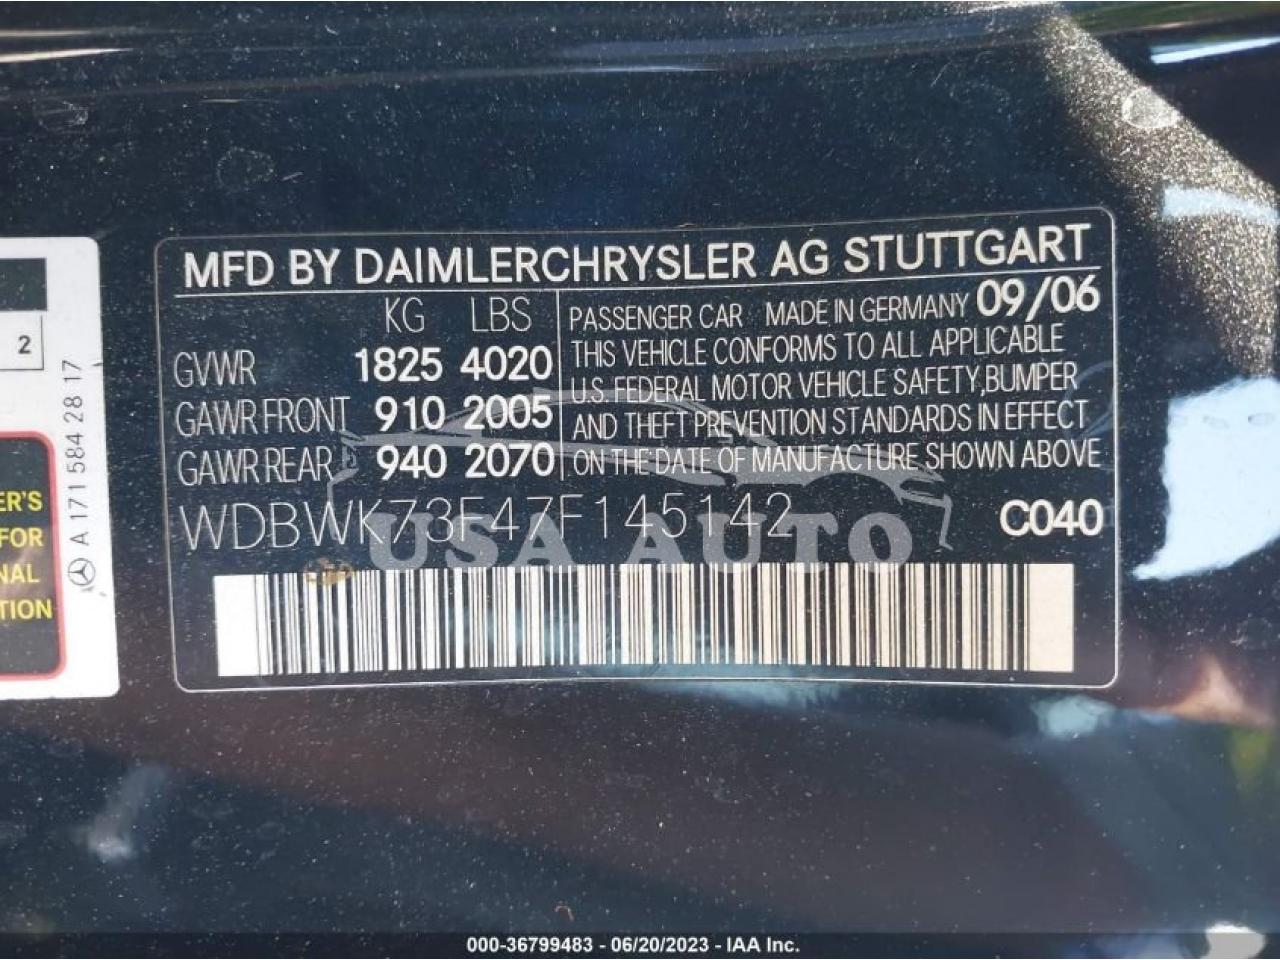 MFD BY DAIMLERCHRYSLER AG STUTTGART
KG LBS
GVWR 1825 4020
GAWR FRONT 910 2005
GAWR REAR 940 2070
PASSENGER CAR MADE IN GERMANY 09/06
THIS VEHICLE CONFORMS TO ALL APPLICABLE
U.S. FEDERAL MOTOR VEHICLE SAFETY, BUMPER
AND THEFT PREVENTION STANDARDS IN EFFECT
ON THE DATE OF MANUFACTURE SHOWN ABOVE
WDBWK73F47F145142 C040
USA AUTO
2
ER'S
FOR
NAL
TION
A 171 584 28 17
000-36799483 - 06/20/2023 - IAA Inc.